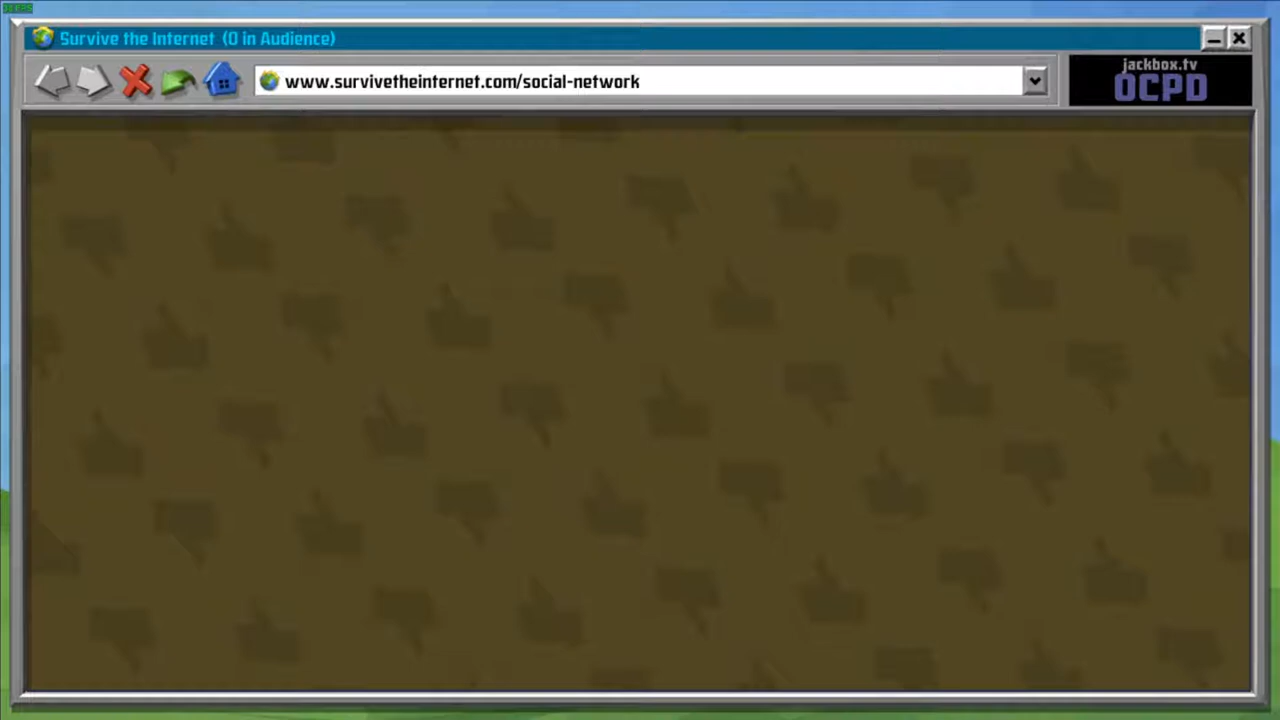 Survive the Internet (0 in Audience)
www.survivetheinternet.com/social-network
jackbox.tv
OCPD